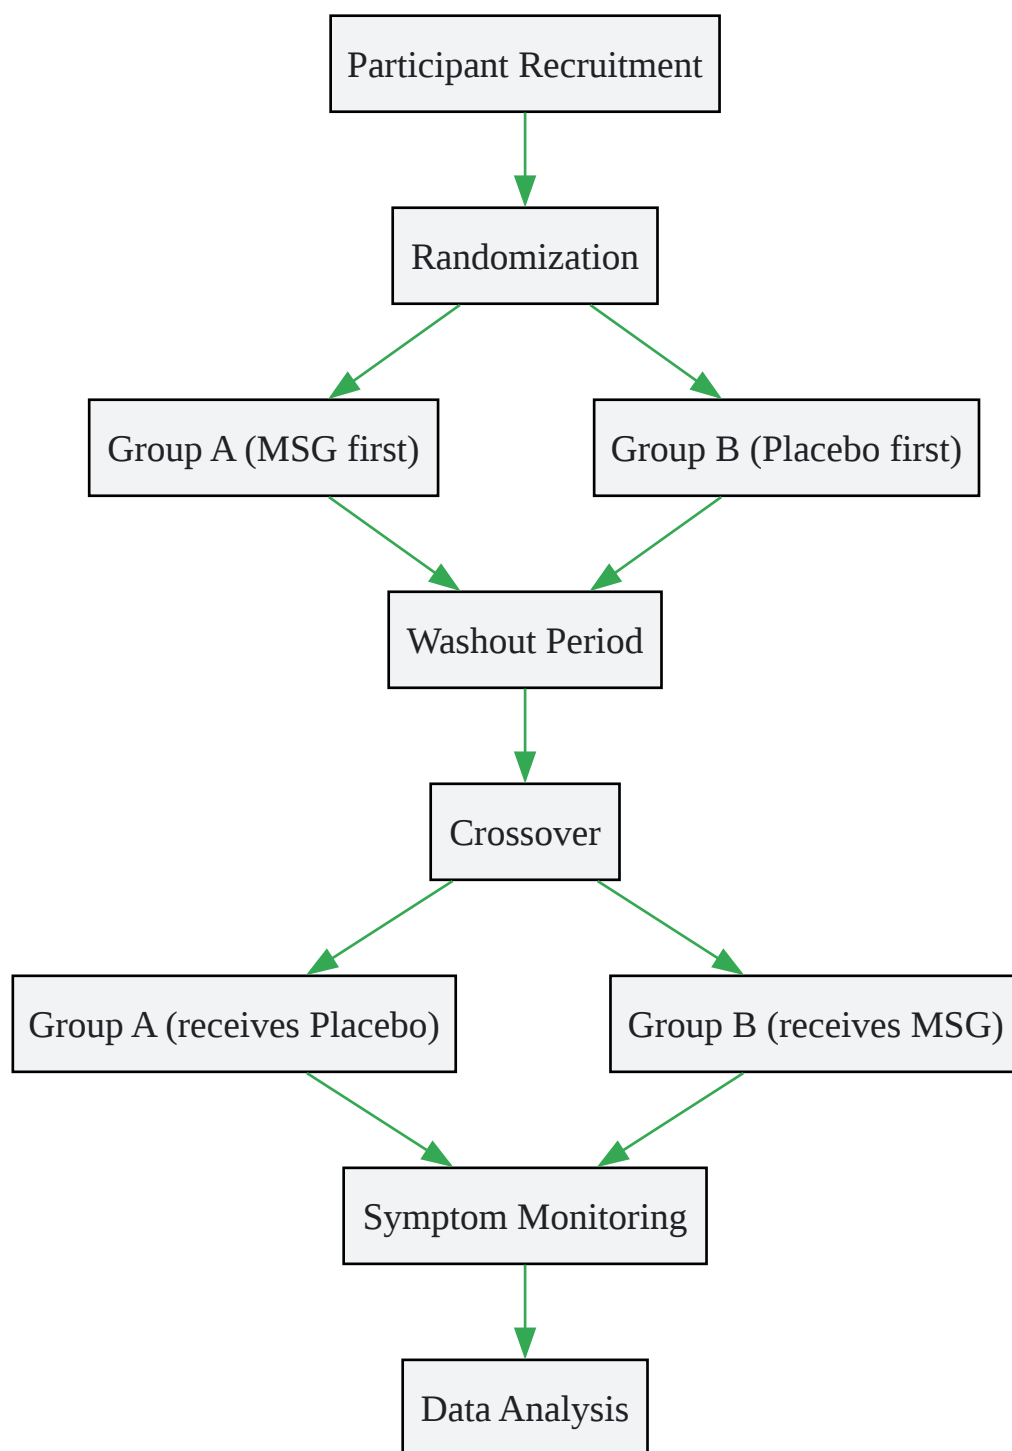 Participant Recruitment
Randomization
Group A (MSG first)
Group B (Placebo first)
Washout Period
Crossover
Group A (receives Placebo)
Group B (receives MSG)
Symptom Monitoring
Data Analysis